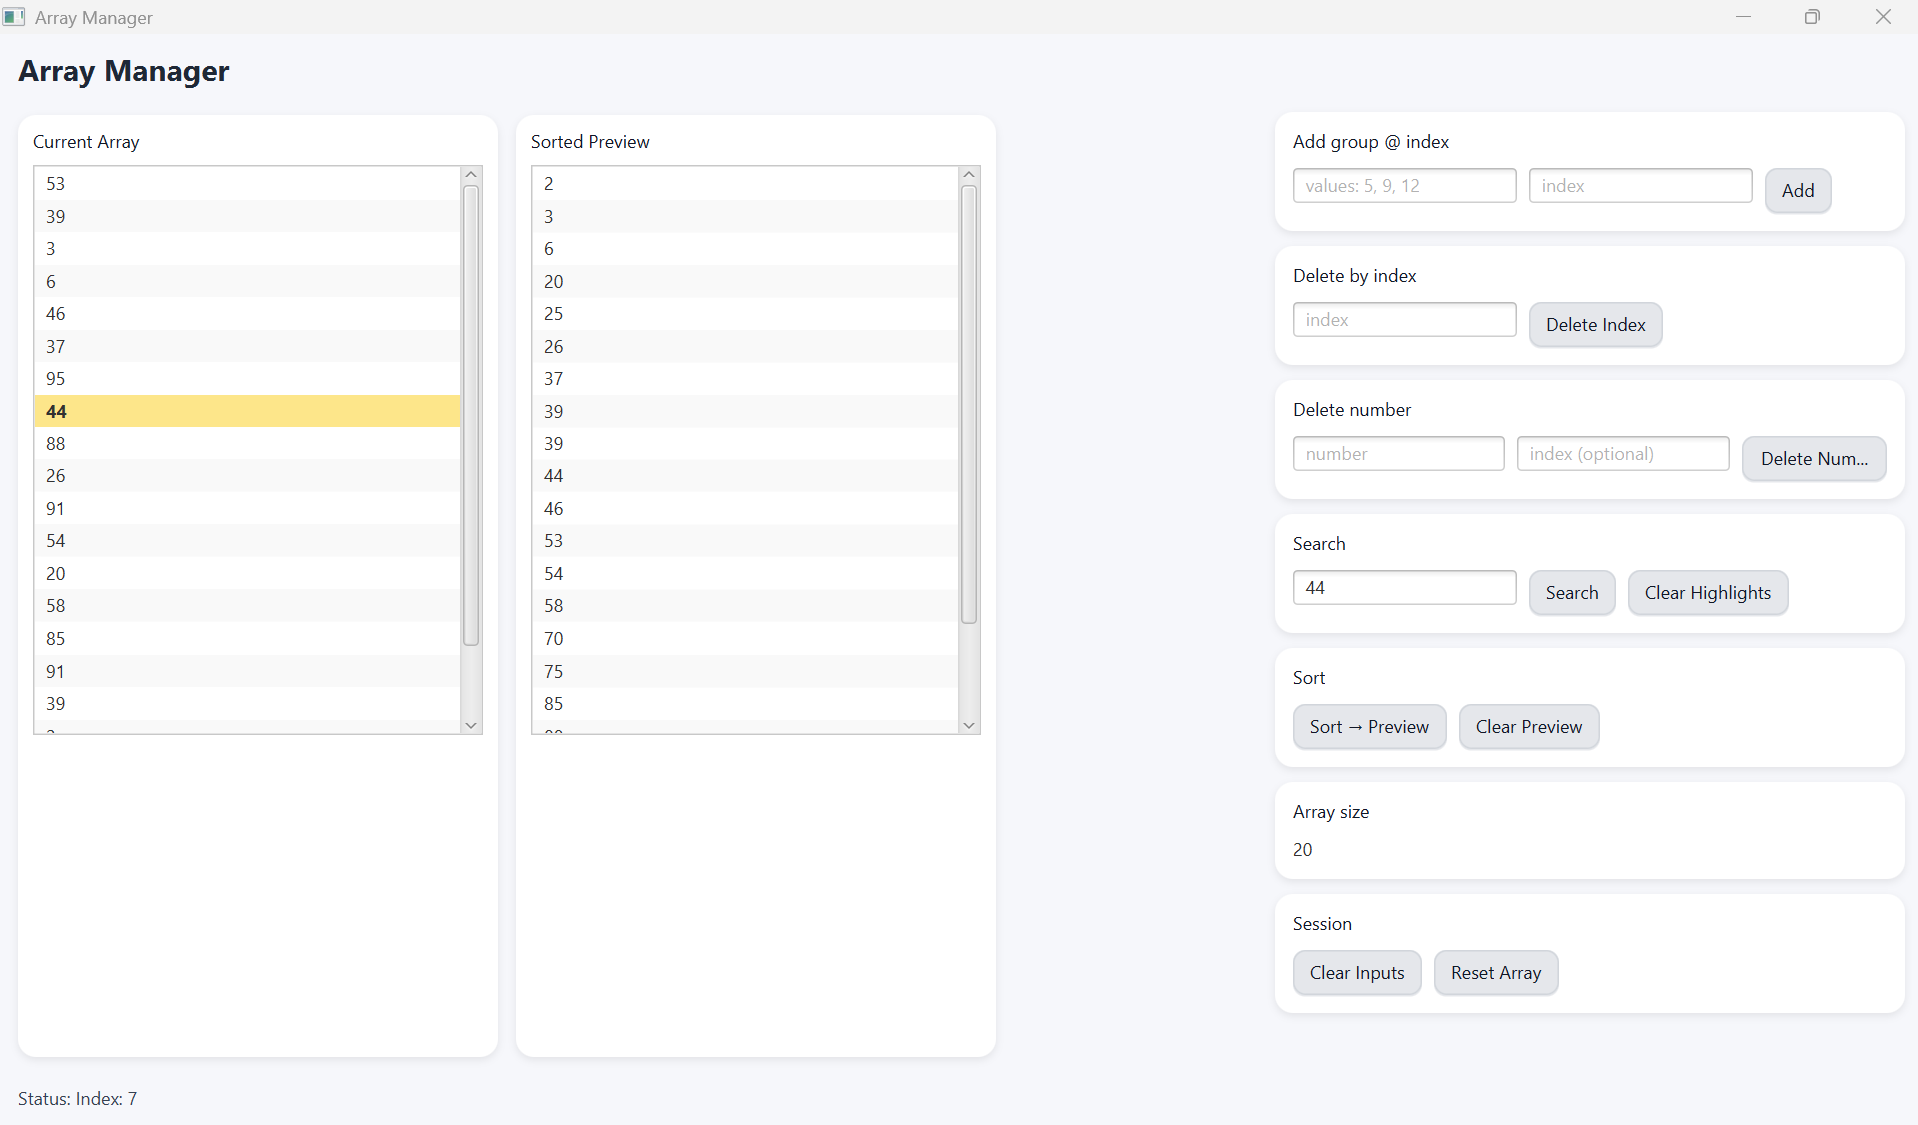 Array Manager
Array Manager
Current Array
53
39
3
6
46
37
95
44
88
26
91
54
20
58
85
91
39
Sorted Preview
2
3
6
20
25
26
37
39
39
44
46
53
54
58
70
75
85
Add group @ index
values: 5, 9, 12 index Add
Delete by index
index Delete Index
Delete number
number index (optional) Delete Num...
Search
44 Search Clear Highlights
Sort
Sort → Preview Clear Preview
Array size
20
Session
Clear Inputs Reset Array
Status: Index: 7